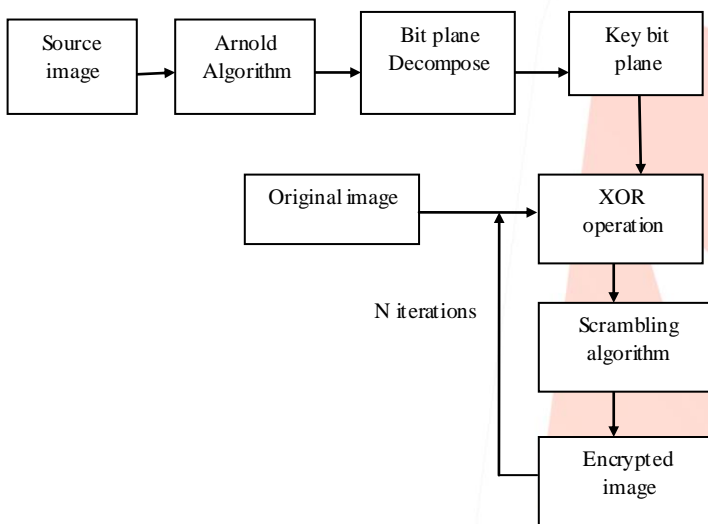 Source
image
Arnold
Algorithm
Bit plane
Decompose
Key bit
plane
Original image
XOR
operation
N iterations
Scrambling
algorithm
Encrypted
image